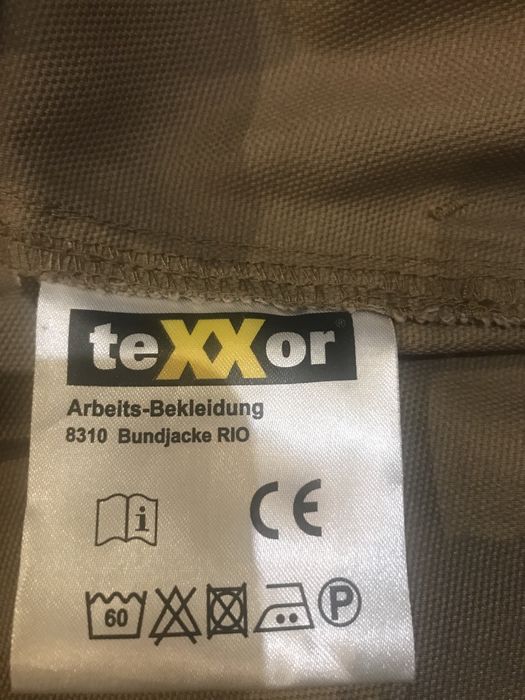 teXXor®
Arbeits-Bekleidung
8310 Bundjacke RIO
i CE
60 P